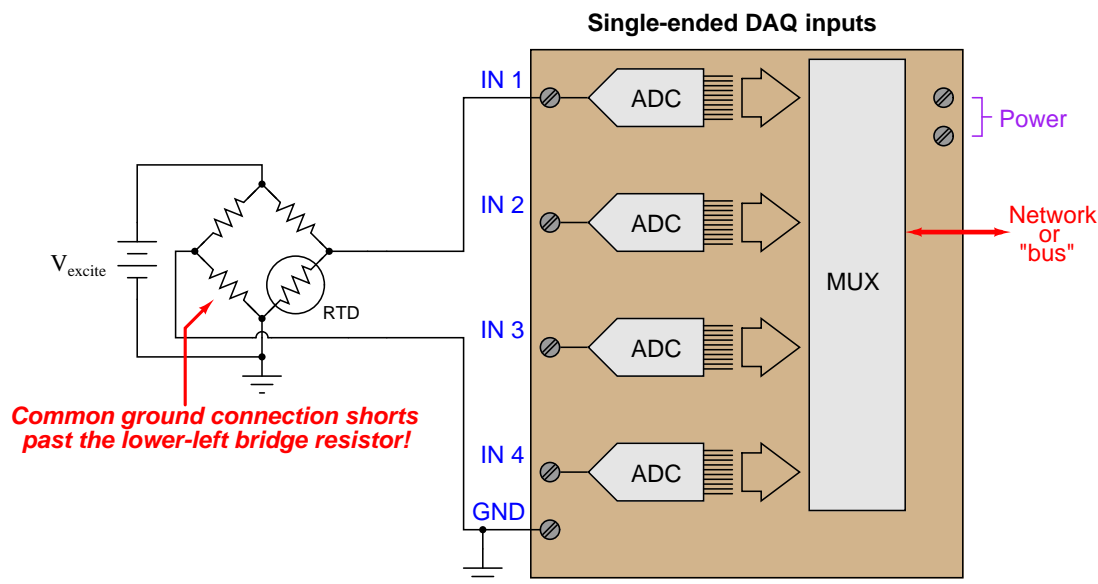 Single-ended DAQ inputs
IN 1
ADC
Power
IN 2
ADC
Network
or
"bus"
Vexcite
RTD
MUX
IN 3
ADC
Common ground connection shorts
past the lower-left bridge resistor!
IN 4
ADC
GND